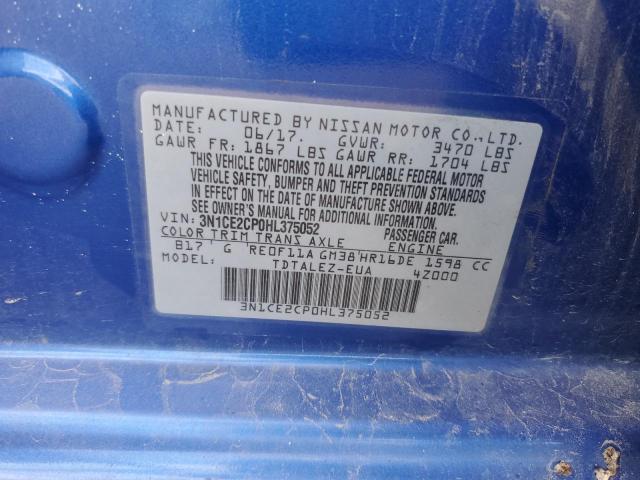 MANUFACTURED BY NISSAN MOTOR CO.,LTD.
DATE: 06/17. GVWR: 3470 LBS
GAWR FR: 1867 LBS GAWR RR: 1704 LBS
THIS VEHICLE CONFORMS TO ALL APPLICABLE FEDERAL MOTOR
VEHICLE SAFETY, BUMPER AND THEFT PREVENTION STANDARDS
IN EFFECT ON THE DATE OF MANUFACTURE SHOWN ABOVE.
SEE OWNER'S MANUAL FOR ADDITIONAL INFORMATION.
VIN: 3N1CE2CP0HL375052 PASSENGER CAR.
COLOR TRIM TRANS AXLE ENGINE
B17' G RE0F11A GM38'HR16DE 1598 CC
MODEL: TDTALEZ-EUA 4Z000
3N1CE2CP0HL375052